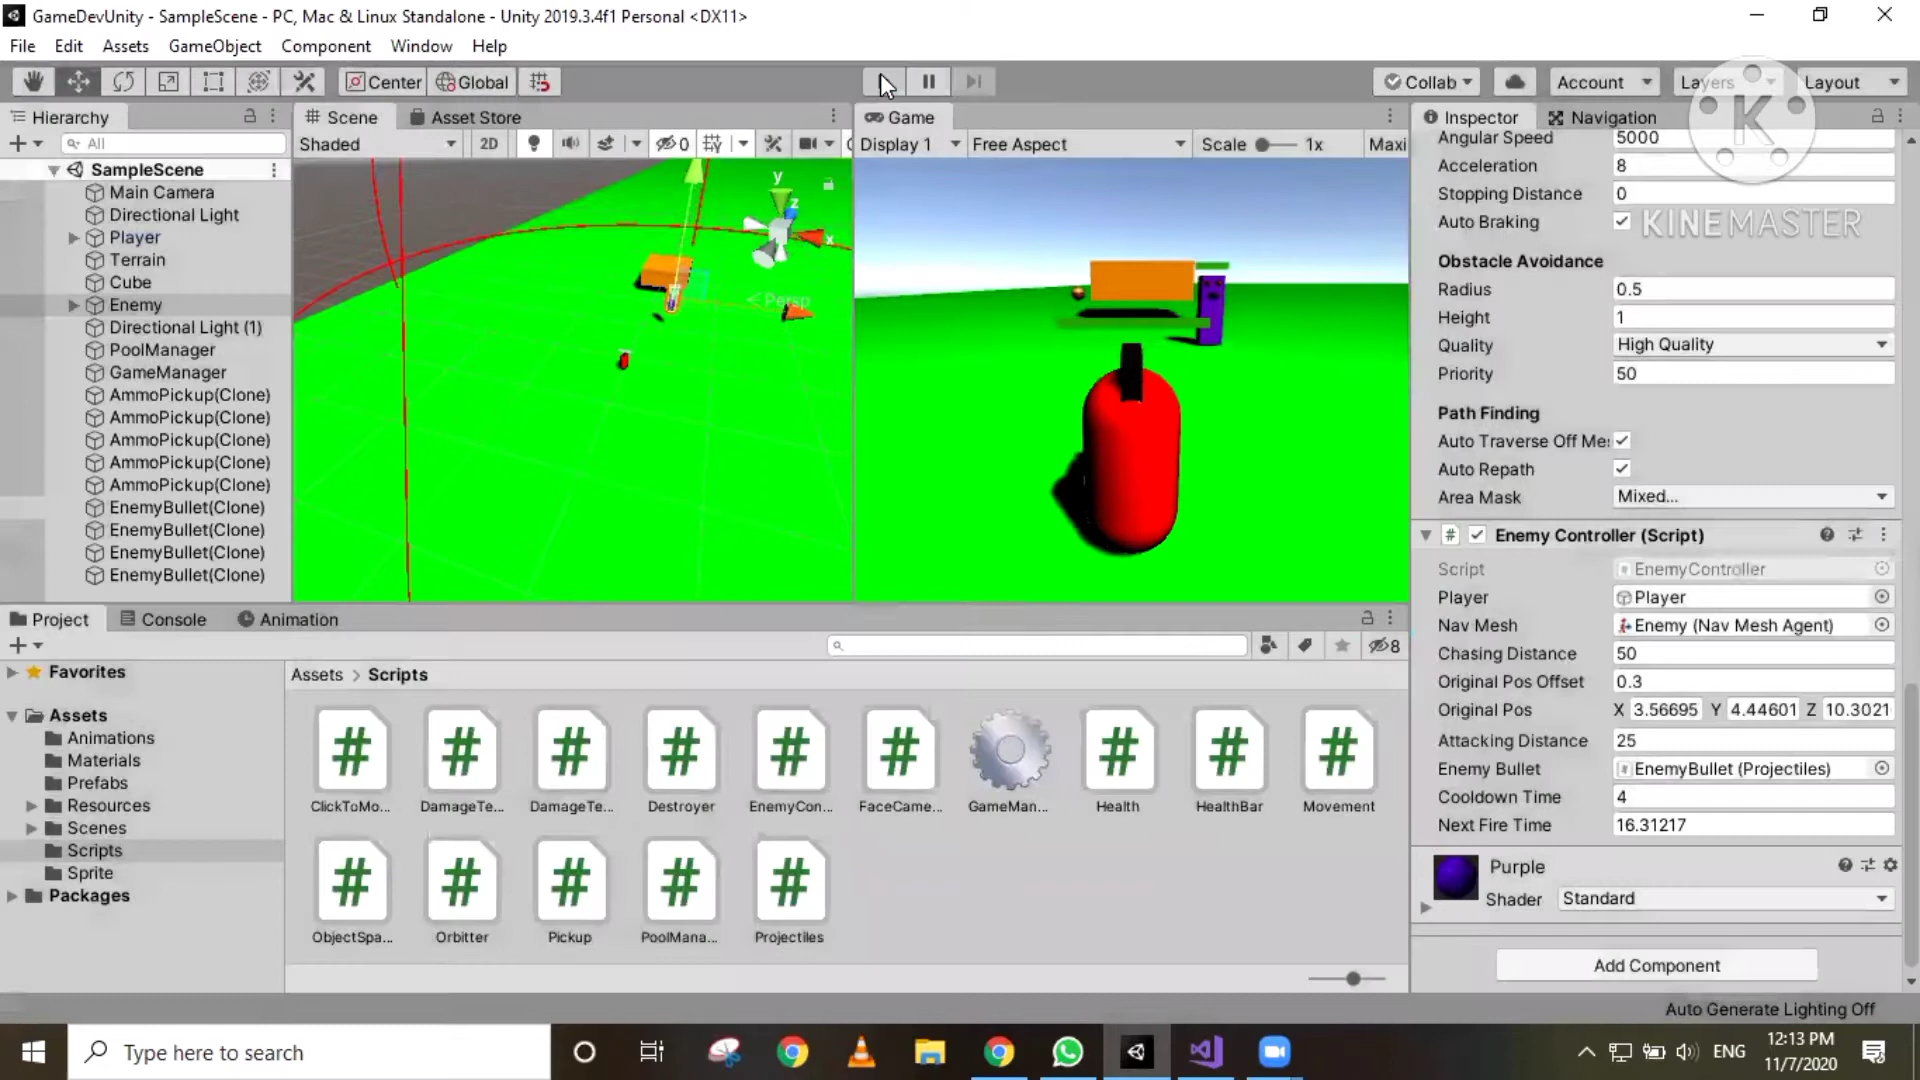 GameDevUnity - SampleScene - PC, Mac & Linux Standalone - Unity 2019.3.4f1 Personal <DX11>
File Edit Assets GameObject Component Window Help
Center Global Collab Account Layers Layout
K
Hierarchy
All
SampleScene
Main Camera
Directional Light
Player
Terrain
Cube
Enemy
Directional Light (1)
PoolManager
GameManager
AmmoPickup(Clone)
AmmoPickup(Clone)
AmmoPickup(Clone)
AmmoPickup(Clone)
AmmoPickup(Clone)
EnemyBullet(Clone)
EnemyBullet(Clone)
EnemyBullet(Clone)
EnemyBullet(Clone)
Scene Asset Store
Shaded 2D 0
y
z
x
Persp
Game
Display 1 Free Aspect Scale 1x Maxi
Inspector Navigation
Angular Speed 5000
Acceleration 8
Stopping Distance 0
Auto Braking
KINEMASTER
Obstacle Avoidance
Radius 0.5
Height 1
Quality High Quality
Priority 50
Path Finding
Auto Traverse Off Me
Auto Repath
Area Mask Mixed...
# Enemy Controller (Script)
Script EnemyController
Player Player
Nav Mesh Enemy (Nav Mesh Agent)
Chasing Distance 50
Original Pos Offset 0.3
Original Pos X 3.56695 Y 4.44601 Z 10.3021
Attacking Distance 25
Enemy Bullet EnemyBullet (Projectiles)
Cooldown Time 4
Next Fire Time 16.31217
Purple
Shader Standard
Add Component
Project Console Animation
8
Favorites
Assets
Animations
Materials
Prefabs
Resources
Scenes
Scripts
Sprite
Packages
Assets > Scripts
# # # # # # # # #
ClickToMo... DamageTe... DamageTe... Destroyer EnemyCon... FaceCame... GameMan... Health HealthBar Movement
# # # # #
ObjectSpa... Orbitter Pickup PoolMana... Projectiles
Auto Generate Lighting Off
Type here to search
ENG
12:13 PM
11/7/2020